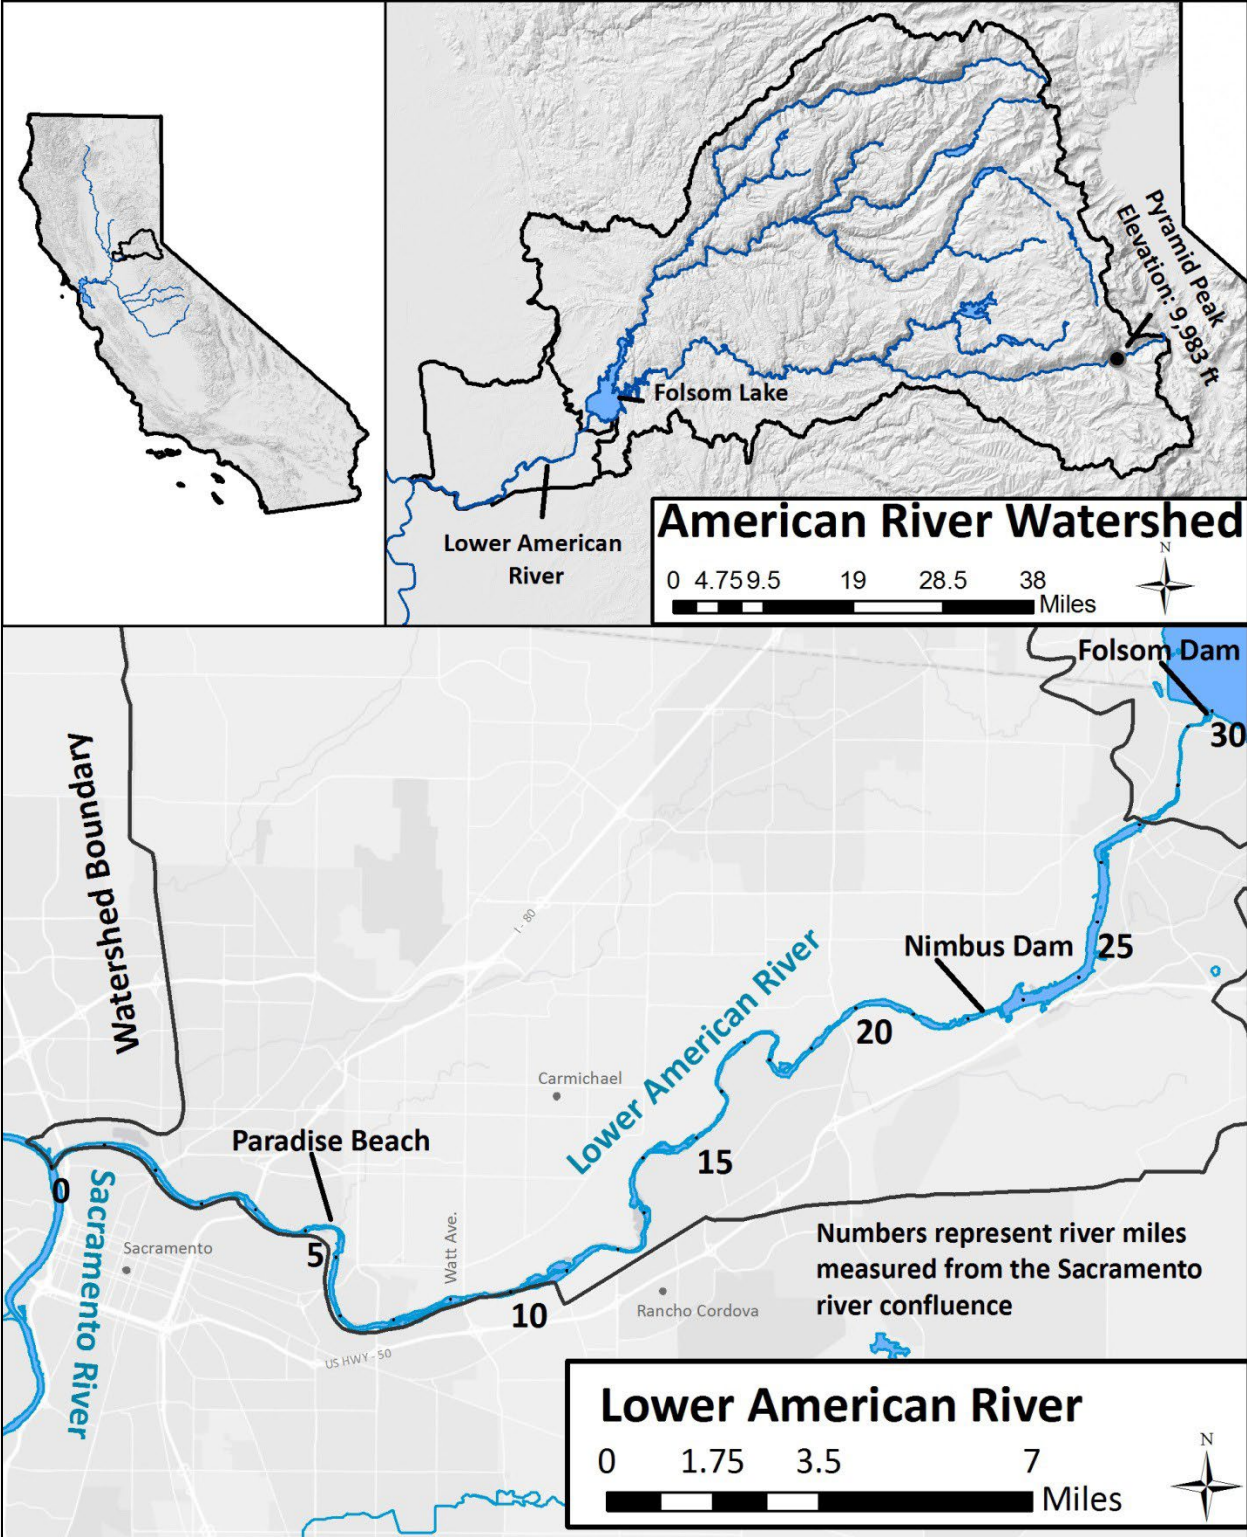 Pyramid Peak
Elevation: 9,983 ft
Folsom Lake
Lower American
River
American River Watershed
N
0 4.75 9.5 19 28.5 38
Miles
Folsom Dam
30
Watershed Boundary
I - 80
Nimbus Dam
25
Lower American River
20
Carmichael
Paradise Beach
15
0
Sacramento River
Sacramento
5
Watt Ave.
10
Rancho Cordova
US HWY - 50
Numbers represent river miles
measured from the Sacramento
river confluence
Lower American River
0 1.75 3.5 7
Miles
N